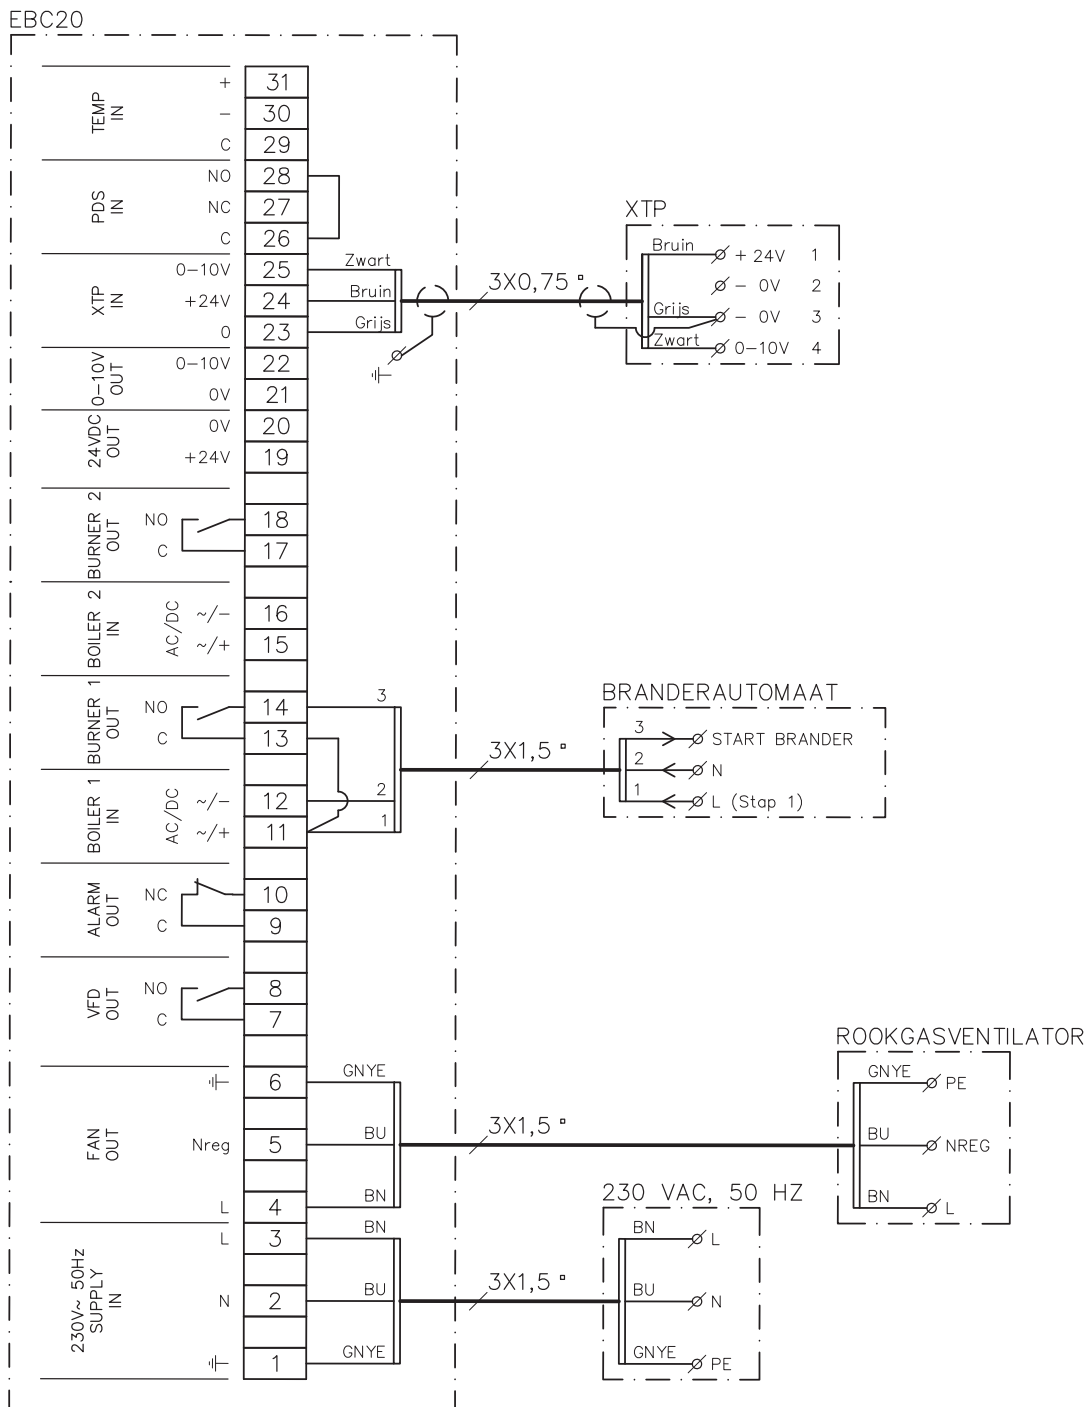 EBC20
TEMP IN
+ 31
- 30
C 29
PDS IN
NO 28
NC 27
C 26
XTP IN
0-10V 25 Zwart
+24V 24 Bruin
0 23 Grijs
3X0,75 ▫
XTP
Bruin + 24V 1
- 0V 2
Grijs - 0V 3
Zwart 0-10V 4
0-10V OUT
0-10V 22
0V 21
24VDC OUT
0V 20
+24V 19
BURNER 2 OUT
NO 18
C 17
BOILER 2 IN
AC/DC
~/- 16
~/+ 15
BURNER 1 OUT
NO 14 3
C 13
BOILER 1 IN
AC/DC
~/- 12 2
~/+ 11 1
3X1,5 ▫
BRANDERAUTOMAAT
3 START BRANDER
2 N
1 L (Stap 1)
ALARM OUT
NC 10
C 9
VFD OUT
NO 8
C 7
FAN OUT
6 GNYE
Nreg 5 BU
L 4 BN
3X1,5 ▫
ROOKGASVENTILATOR
GNYE PE
BU NREG
BN L
230V~ 50Hz
SUPPLY
IN
L 3 BN
N 2 BU
1 GNYE
3X1,5 ▫
230 VAC, 50 HZ
BN L
BU N
GNYE PE